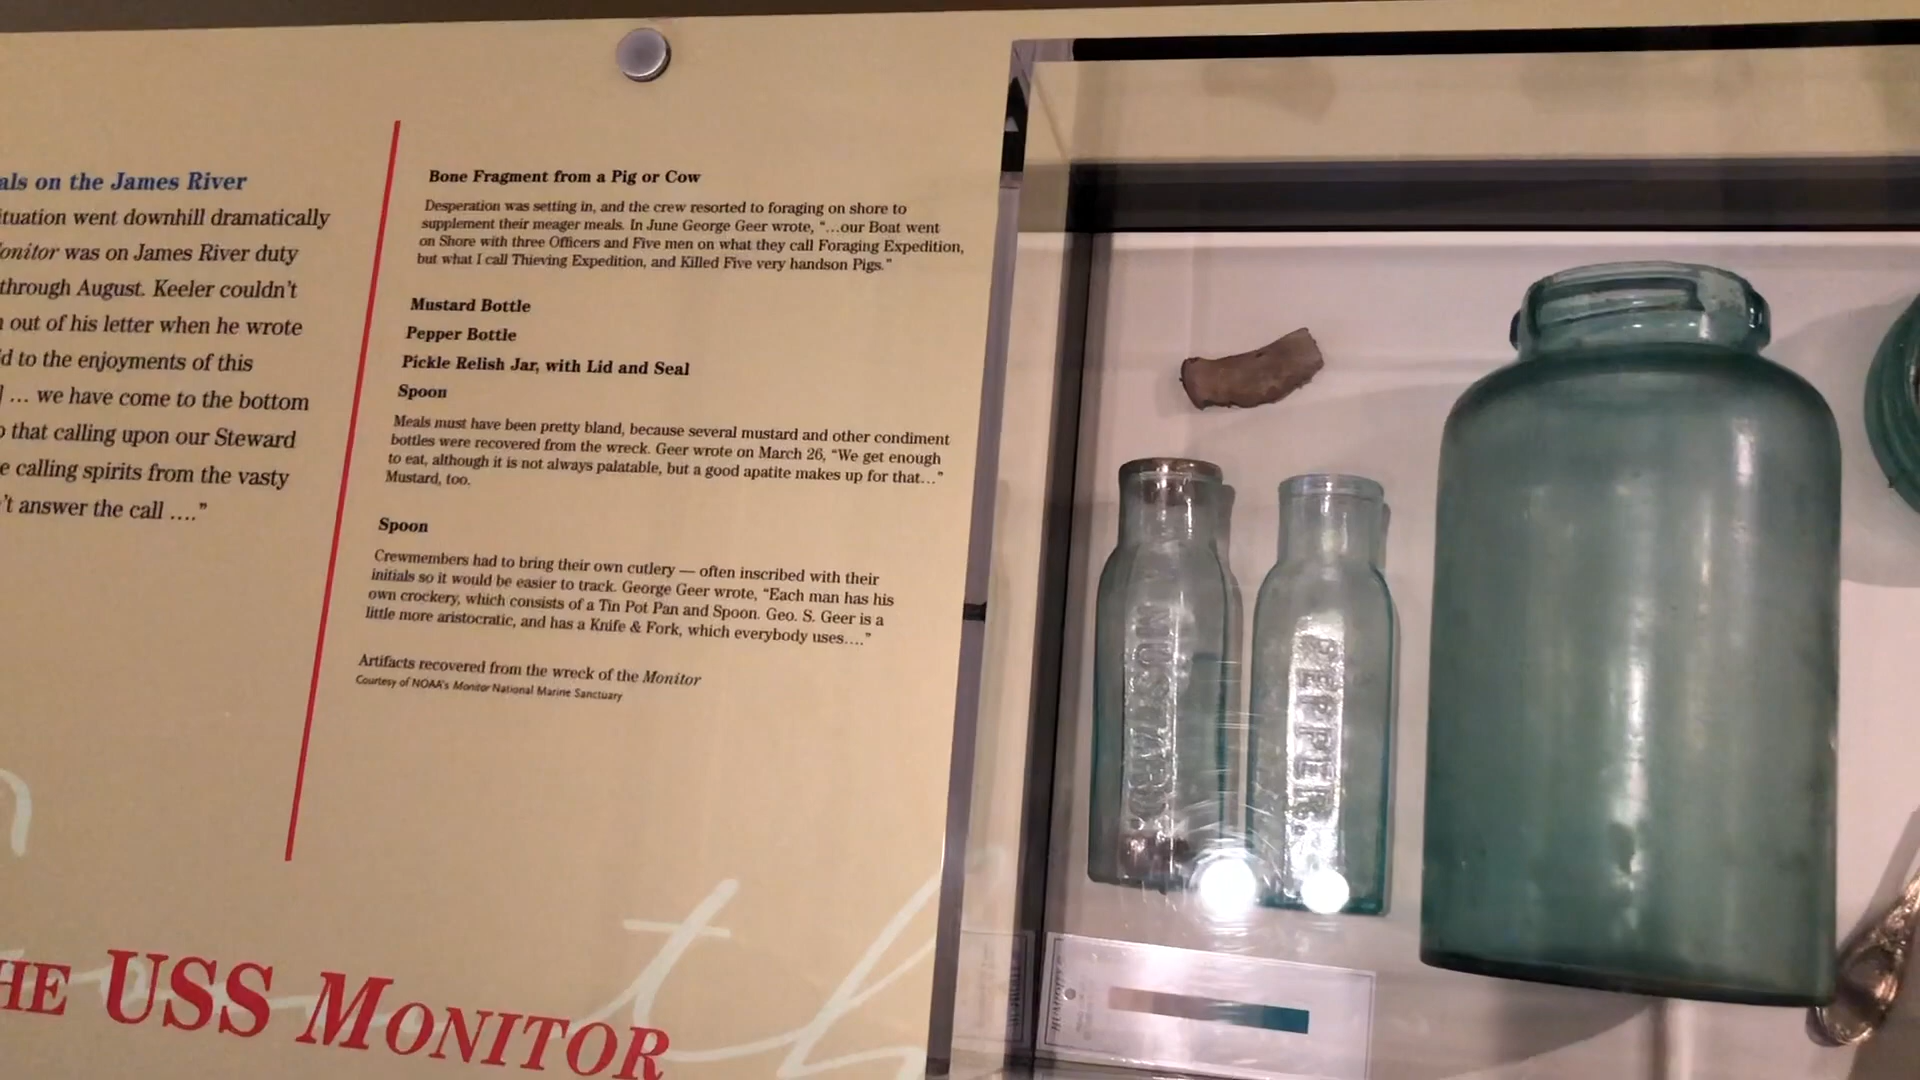 als on the James River
ituation went downhill dramatically
onitor was on James River duty
through August. Keeler couldn't
out of his letter when he wrote
d to the enjoyments of this
... we have come to the bottom
that calling upon our Steward
e calling spirits from the vasty
't answer the call ...."
Bone Fragment from a Pig or Cow
Desperation was setting in, and the crew resorted to foraging on shore to
supplement their meager meals. In June George Geer wrote, "...our Boat went
on Shore with three Officers and Five men on what they call Foraging Expedition,
but what I call Thieving Expedition, and Killed Five very handson Pigs."
Mustard Bottle
Pepper Bottle
Pickle Relish Jar, with Lid and Seal
Spoon
Meals must have been pretty bland, because several mustard and other condiment
bottles were recovered from the wreck. Geer wrote on March 26, "We get enough
to eat, although it is not always palatable, but a good apatite makes up for that..."
Mustard, too.
Spoon
Crewmembers had to bring their own cutlery — often inscribed with their
initials so it would be easier to track. George Geer wrote, "Each man has his
own crockery, which consists of a Tin Pot Pan and Spoon. Geo. S. Geer is a
little more aristocratic, and has a Knife & Fork, which everybody uses...."
Artifacts recovered from the wreck of the Monitor
Courtesy of NOAA's Monitor National Marine Sanctuary
HE USS MONITOR
MUSTARD.
PEPPER.